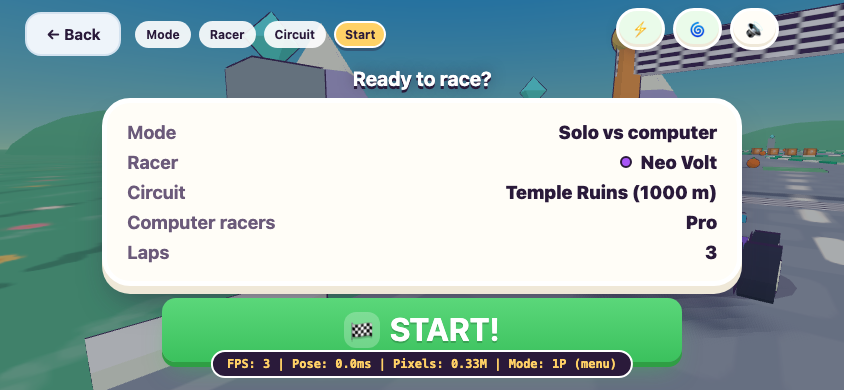 ← Back
Mode
Racer
Circuit
Start
Ready to race?
Mode Solo vs computer
Racer Neo Volt
Circuit Temple Ruins (1000 m)
Computer racers Pro
Laps 3
START!
FPS: 3 | Pose: 0.0ms | Pixels: 0.33M | Mode: 1P (menu)